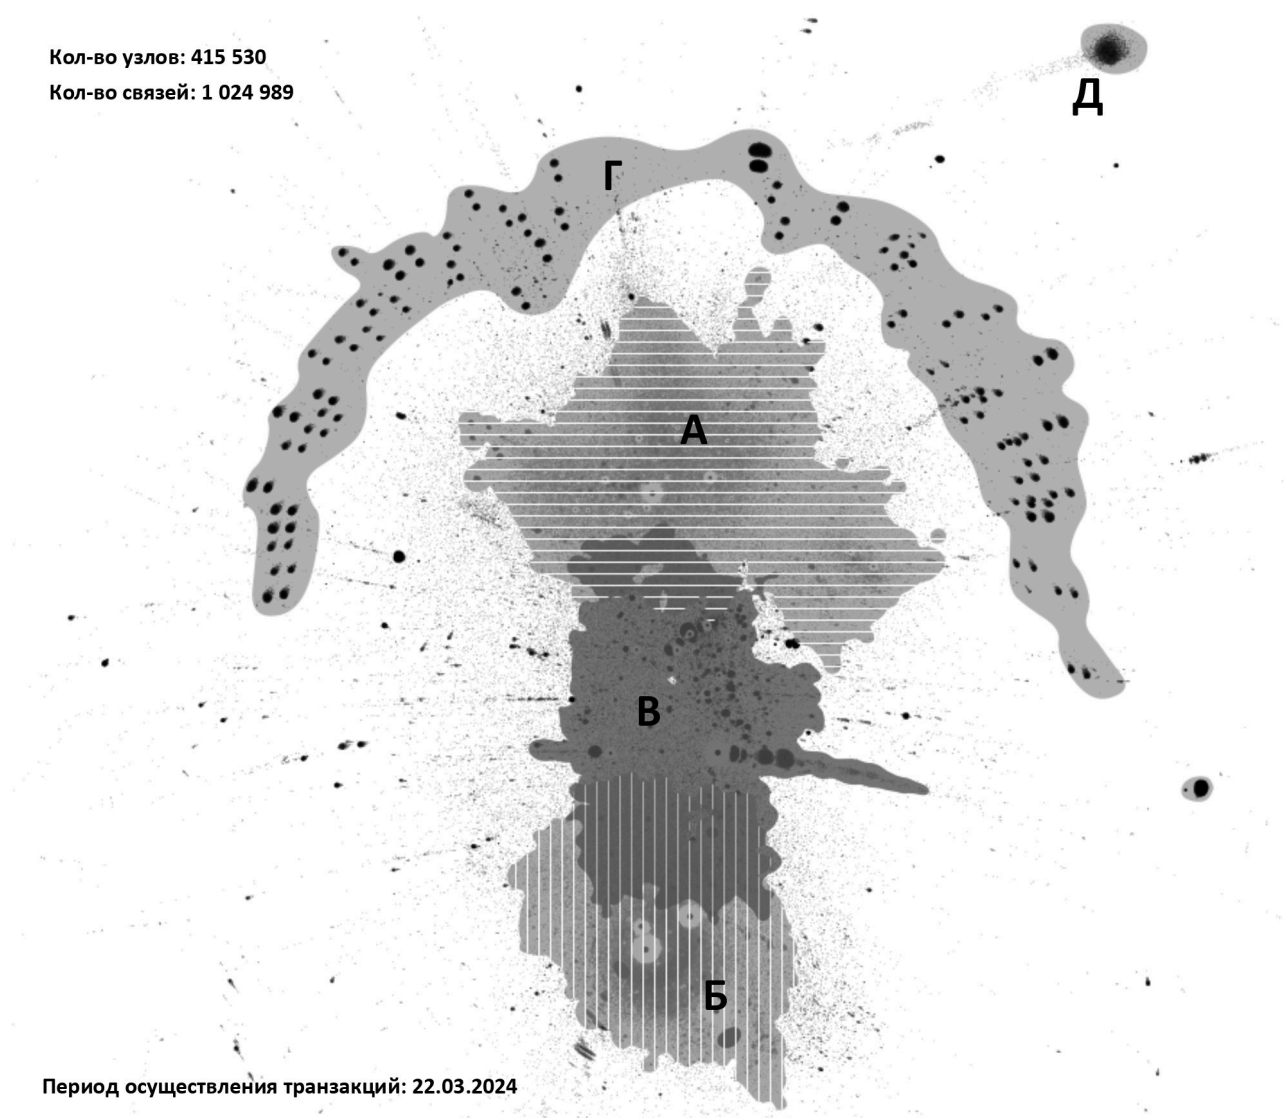 Кол-во узлов: 415 530
Кол-во связей: 1 024 989
Д
Г
А
В
Б
Период осуществления транзакций: 22.03.2024